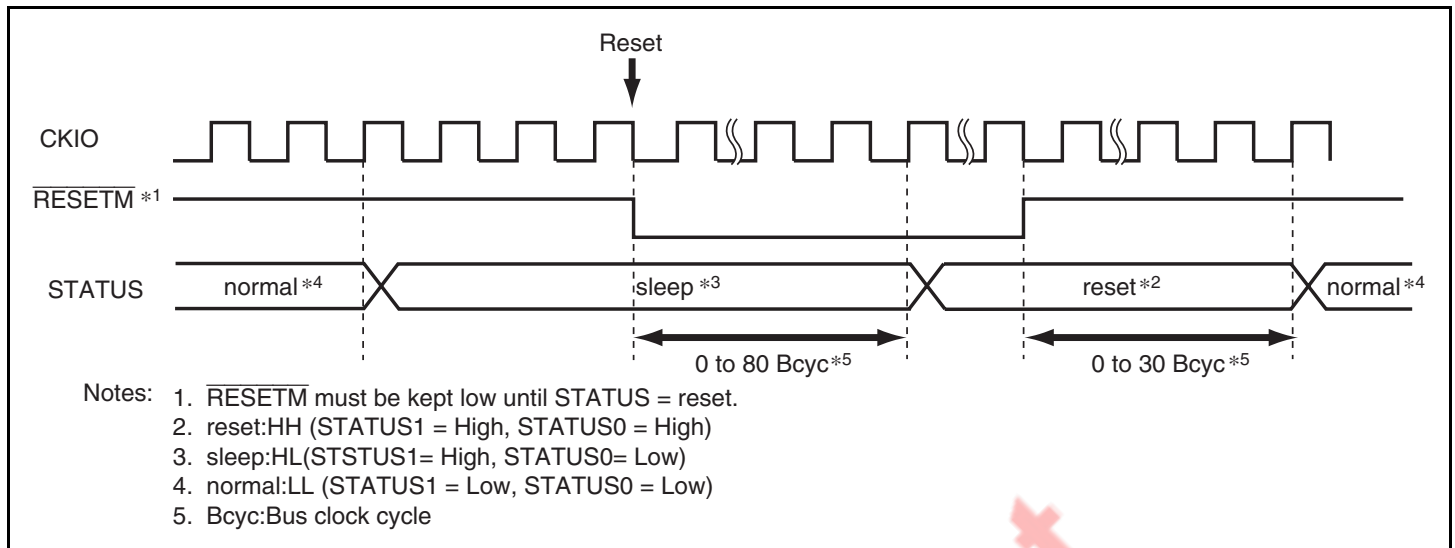 Reset
CKIO
RESETM *1
STATUS normal*4 sleep *3 reset*2 normal*4
0 to 80 Bcyc*5 0 to 30 Bcyc*5
Notes: 1. RESETM must be kept low until STATUS = reset.
2. reset:HH (STATUS1 = High, STATUS0 = High)
3. sleep:HL(STSTUS1= High, STATUS0= Low)
4. normal:LL (STATUS1 = Low, STATUS0 = Low)
5. Bcyc:Bus clock cycle